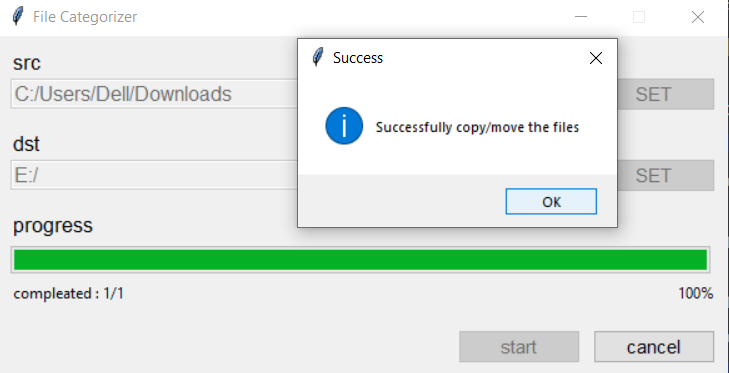 File Categorizer
Success
src
C:/Users/Dell/Downloads
SET
Successfully copy/move the files
dst
E:/
SET
OK
progress
compleated : 1/1
100%
start
cancel